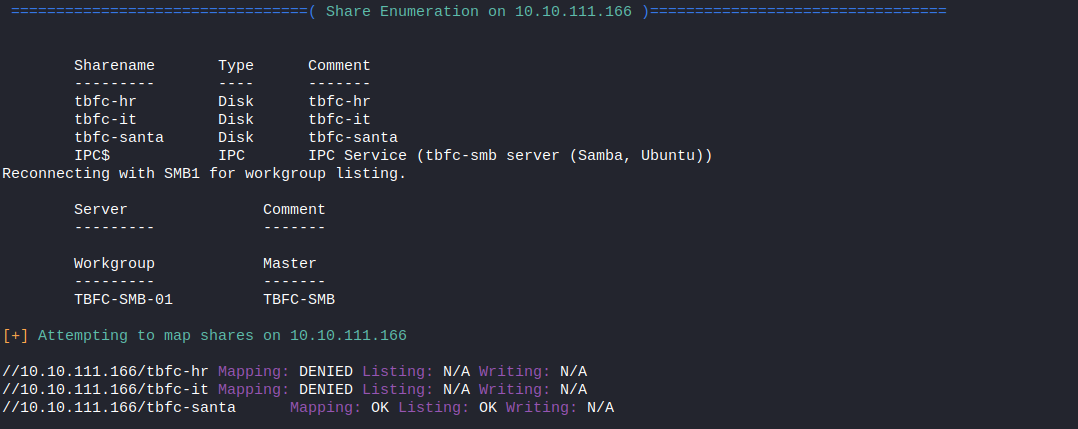 =================================( Share Enumeration on 10.10.111.166 )=================================
Sharename       Type      Comment
---------       ----      -------
tbfc-hr         Disk      tbfc-hr
tbfc-it         Disk      tbfc-it
tbfc-santa      Disk      tbfc-santa
IPC$            IPC       IPC Service (tbfc-smb server (Samba, Ubuntu))
Reconnecting with SMB1 for workgroup listing.
Server               Comment
---------            -------
Workgroup            Master
---------            -------
TBFC-SMB-01          TBFC-SMB
[+] Attempting to map shares on 10.10.111.166
//10.10.111.166/tbfc-hr Mapping: DENIED Listing: N/A Writing: N/A
//10.10.111.166/tbfc-it Mapping: DENIED Listing: N/A Writing: N/A
//10.10.111.166/tbfc-santa      Mapping: OK Listing: OK Writing: N/A